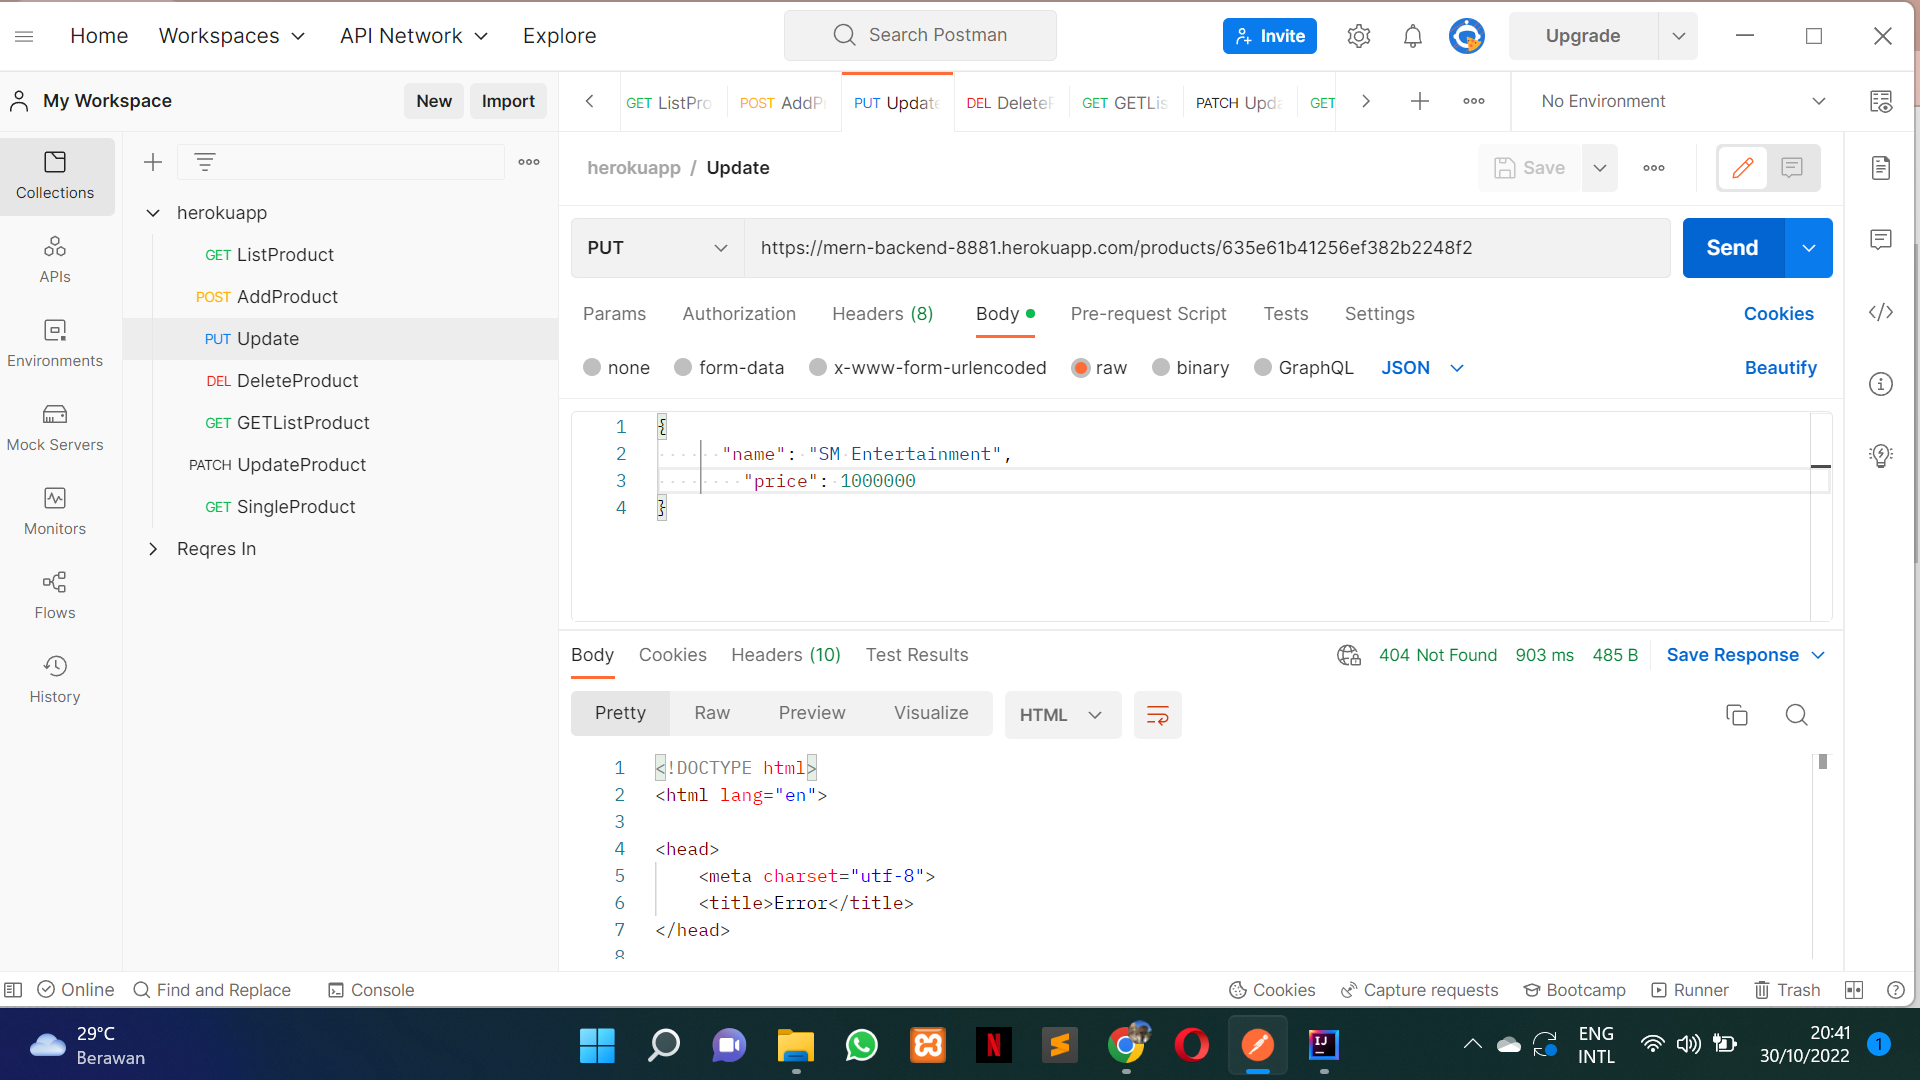 Home Workspaces API Network Explore Search Postman Invite Upgrade
My Workspace New Import
GET ListPro POST AddP PUT Update DEL Delete GET GETLis PATCH Upda GET No Environment
Collections
APIs
Environments
Mock Servers
Monitors
Flows
History
herokuapp
GET ListProduct
POST AddProduct
PUT Update
DEL DeleteProduct
GET GETListProduct
PATCH UpdateProduct
GET SingleProduct
Reqres In
herokuapp / Update Save
PUT https://mern-backend-8881.herokuapp.com/products/635e61b41256ef382b2248f2 Send
Params Authorization Headers (8) Body Pre-request Script Tests Settings Cookies
none form-data x-www-form-urlencoded raw binary GraphQL JSON Beautify
1 {
2 "name": "SM Entertainment",
3 "price": 1000000
4 }
Body Cookies Headers (10) Test Results 404 Not Found 903 ms 485 B Save Response
Pretty Raw Preview Visualize HTML
1 <!DOCTYPE html>
2 <html lang="en">
3
4 <head>
5 <meta charset="utf-8">
6 <title>Error</title>
7 </head>
8
Online Find and Replace Console Cookies Capture requests Bootcamp Runner Trash
29°C
Berawan
ENG
INTL
20:41
30/10/2022
1